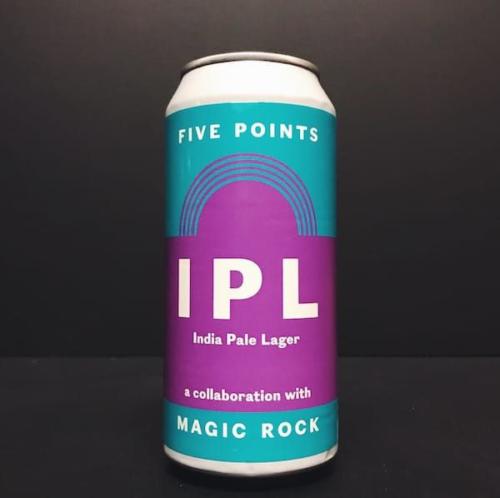 FIVE POINTS
IPL
India Pale Lager
a collaboration with
MAGIC ROCK